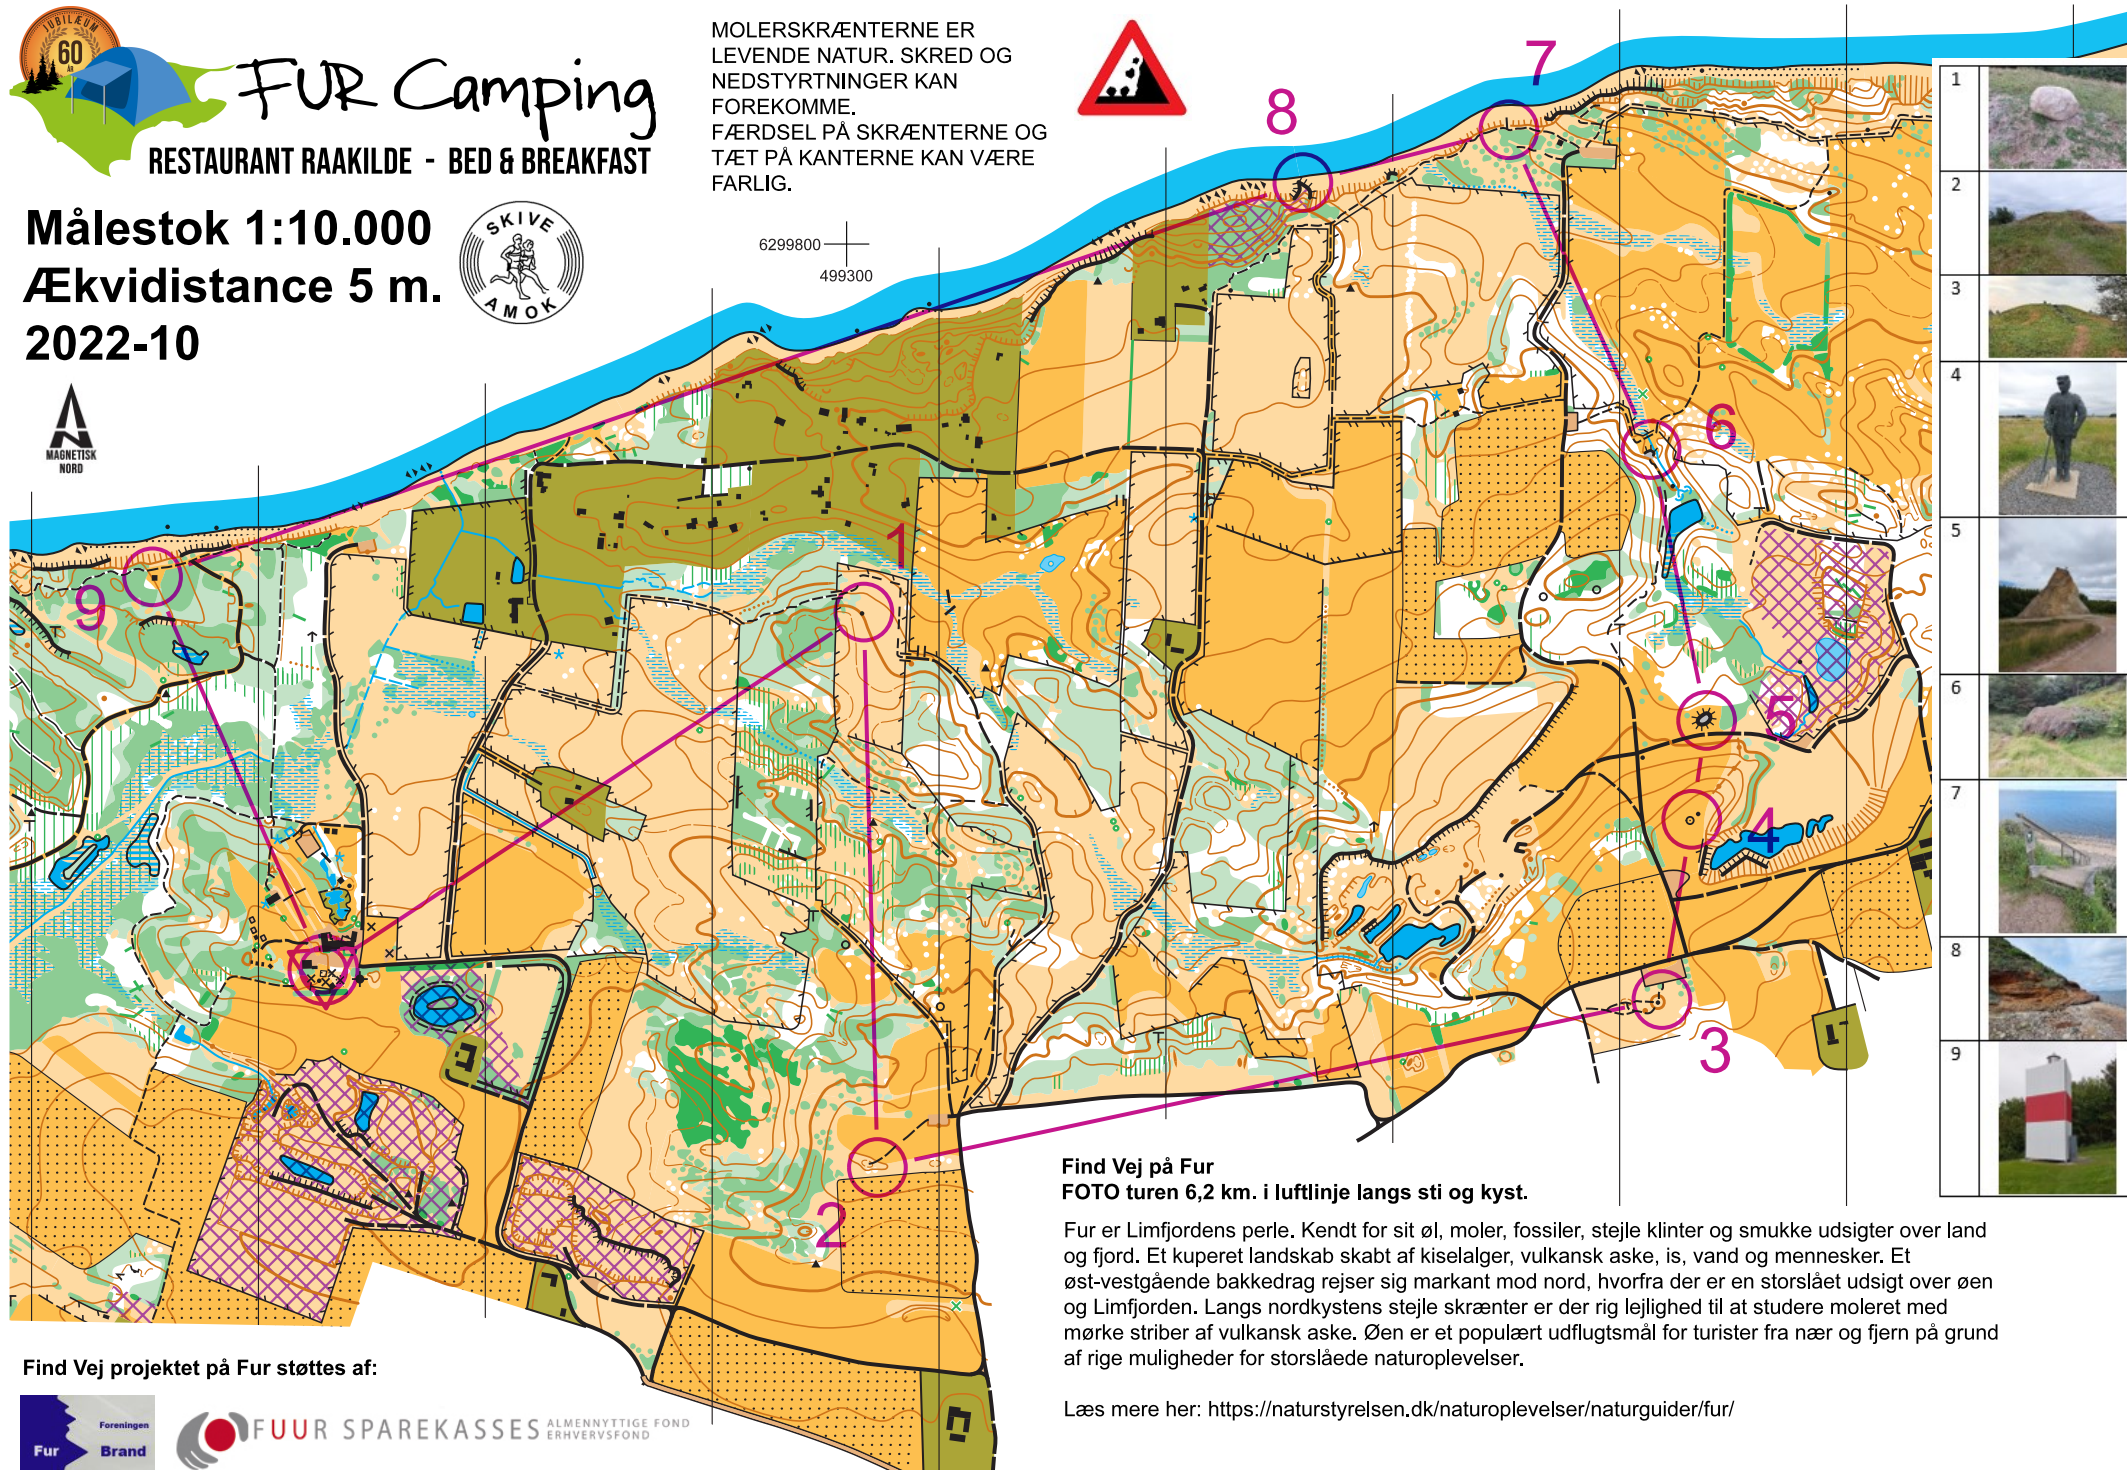 JUBILÆUM
60
ÅR
FUR Camping
RESTAURANT RAAKILDE - BED & BREAKFAST
Målestok 1:10.000
Ækvidistance 5 m.
2022-10
SKIVE
AMOK
MAGNETISK
NORD
MOLERSKRÆNTERNE ER
LEVENDE NATUR. SKRED OG
NEDSTYRTNINGER KAN
FOREKOMME.
FÆRDSEL PÅ SKRÆNTERNE OG
TÆT PÅ KANTERNE KAN VÆRE
FARLIG.
6299800
499300
7
8
6
1
9
5
4
3
2
1
2
3
4
5
6
7
8
9
Find Vej på Fur
FOTO turen 6,2 km. i luftlinje langs sti og kyst.
Fur er Limfjordens perle. Kendt for sit øl, moler, fossiler, stejle klinter og smukke udsigter over land
og fjord. Et kuperet landskab skabt af kiselalger, vulkansk aske, is, vand og mennesker. Et
øst-vestgående bakkedrag rejser sig markant mod nord, hvorfra der er en storslået udsigt over øen
og Limfjorden. Langs nordkystens stejle skrænter er der rig lejlighed til at studere moleret med
mørke striber af vulkansk aske. Øen er et populært udflugtsmål for turister fra nær og fjern på grund
af rige muligheder for storslåede naturoplevelser.
Læs mere her: https://naturstyrelsen.dk/naturoplevelser/naturguider/fur/
Find Vej projektet på Fur støttes af:
Foreningen
Fur Brand
FUUR SPAREKASSES ALMENNYTTIGE FOND
ERHVERVSFOND